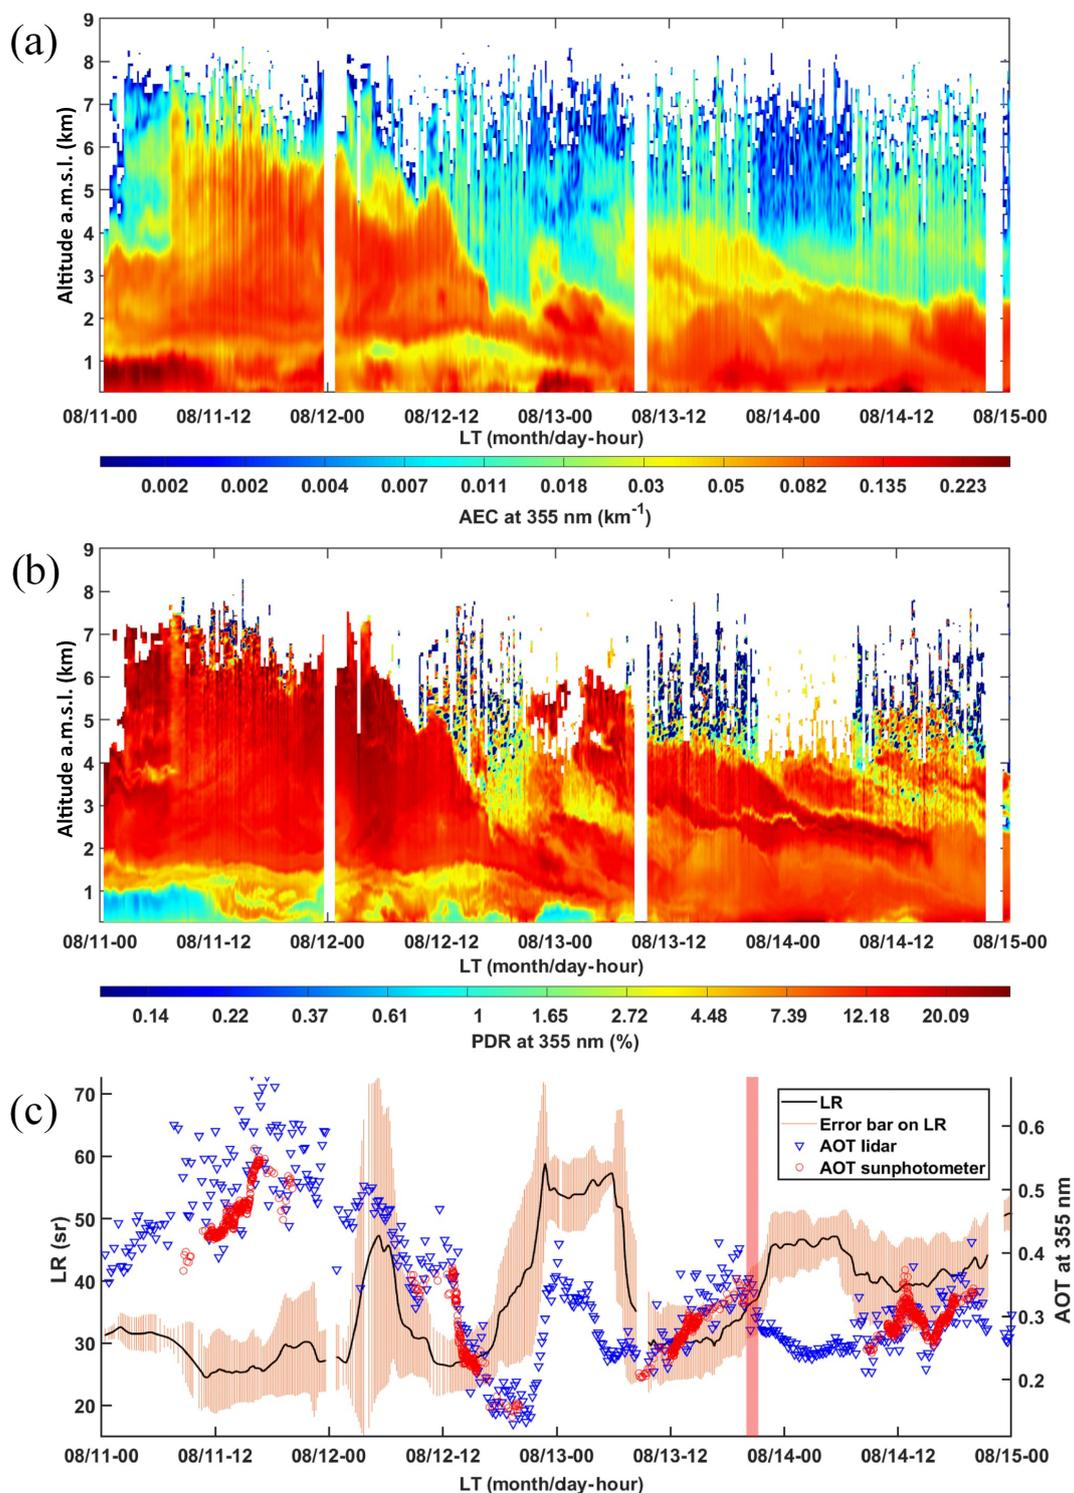 (a)
Altitude a.m.s.l. (km)
9
8
7
6
5
4
3
2
1
08/11-00 08/11-12 08/12-00 08/12-12 08/13-00 08/13-12 08/14-00 08/14-12 08/15-00
LT (month/day-hour)
0.002 0.002 0.004 0.007 0.011 0.018 0.03 0.05 0.082 0.135 0.223
AEC at 355 nm (km-1)
(b)
Altitude a.m.s.l. (km)
9
8
7
6
5
4
3
2
1
08/11-00 08/11-12 08/12-00 08/12-12 08/13-00 08/13-12 08/14-00 08/14-12 08/15-00
LT (month/day-hour)
0.14 0.22 0.37 0.61 1 1.65 2.72 4.48 7.39 12.18 20.09
PDR at 355 nm (%)
(c)
LR (sr)
70
60
50
40
30
20
LR
Error bar on LR
AOT lidar
AOT sunphotometer
0.6
0.5
0.4
0.3
0.2
AOT at 355 nm
08/11-00 08/11-12 08/12-00 08/12-12 08/13-00 08/13-12 08/14-00 08/14-12 08/15-00
LT (month/day-hour)